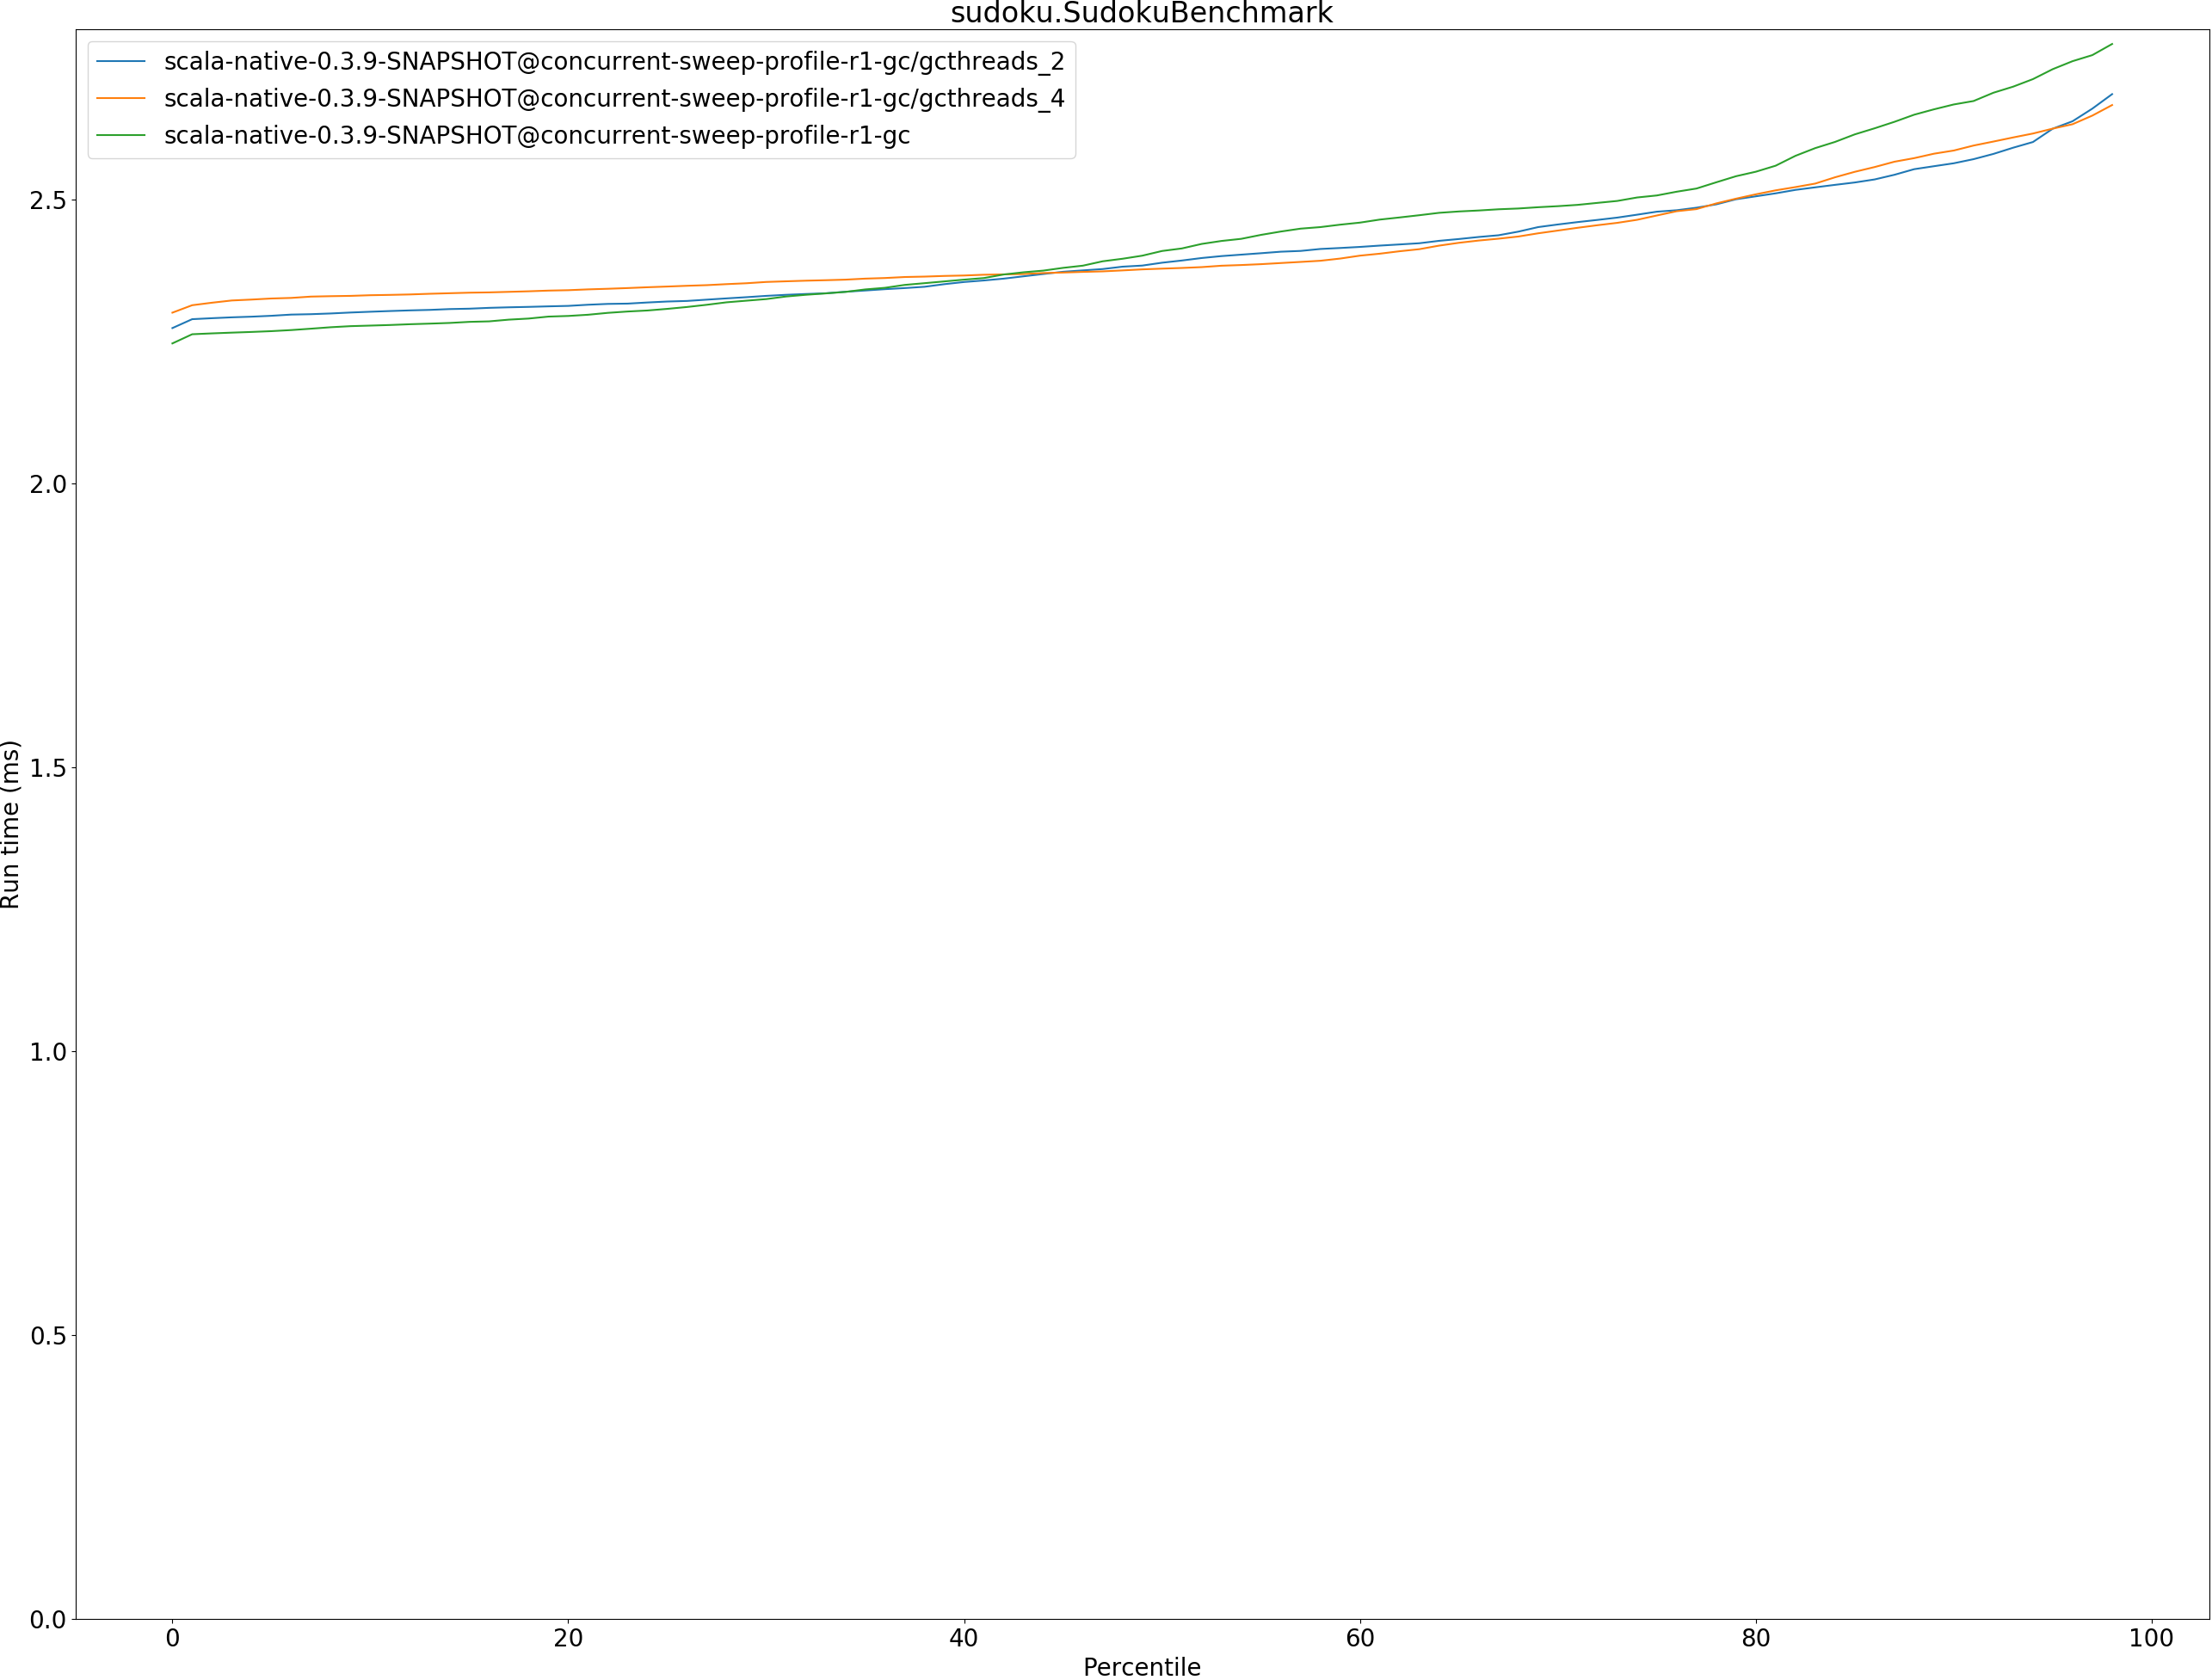 sudoku.SudokuBenchmark
scala-native-0.3.9-SNAPSHOT@concurrent-sweep-profile-r1-gc/gcthreads_2
scala-native-0.3.9-SNAPSHOT@concurrent-sweep-profile-r1-gc/gcthreads_4
scala-native-0.3.9-SNAPSHOT@concurrent-sweep-profile-r1-gc
2.5
2.0
1.5
1.0
0.5
0.0
Run time (ms)
0 20 40 60 80 100
Percentile